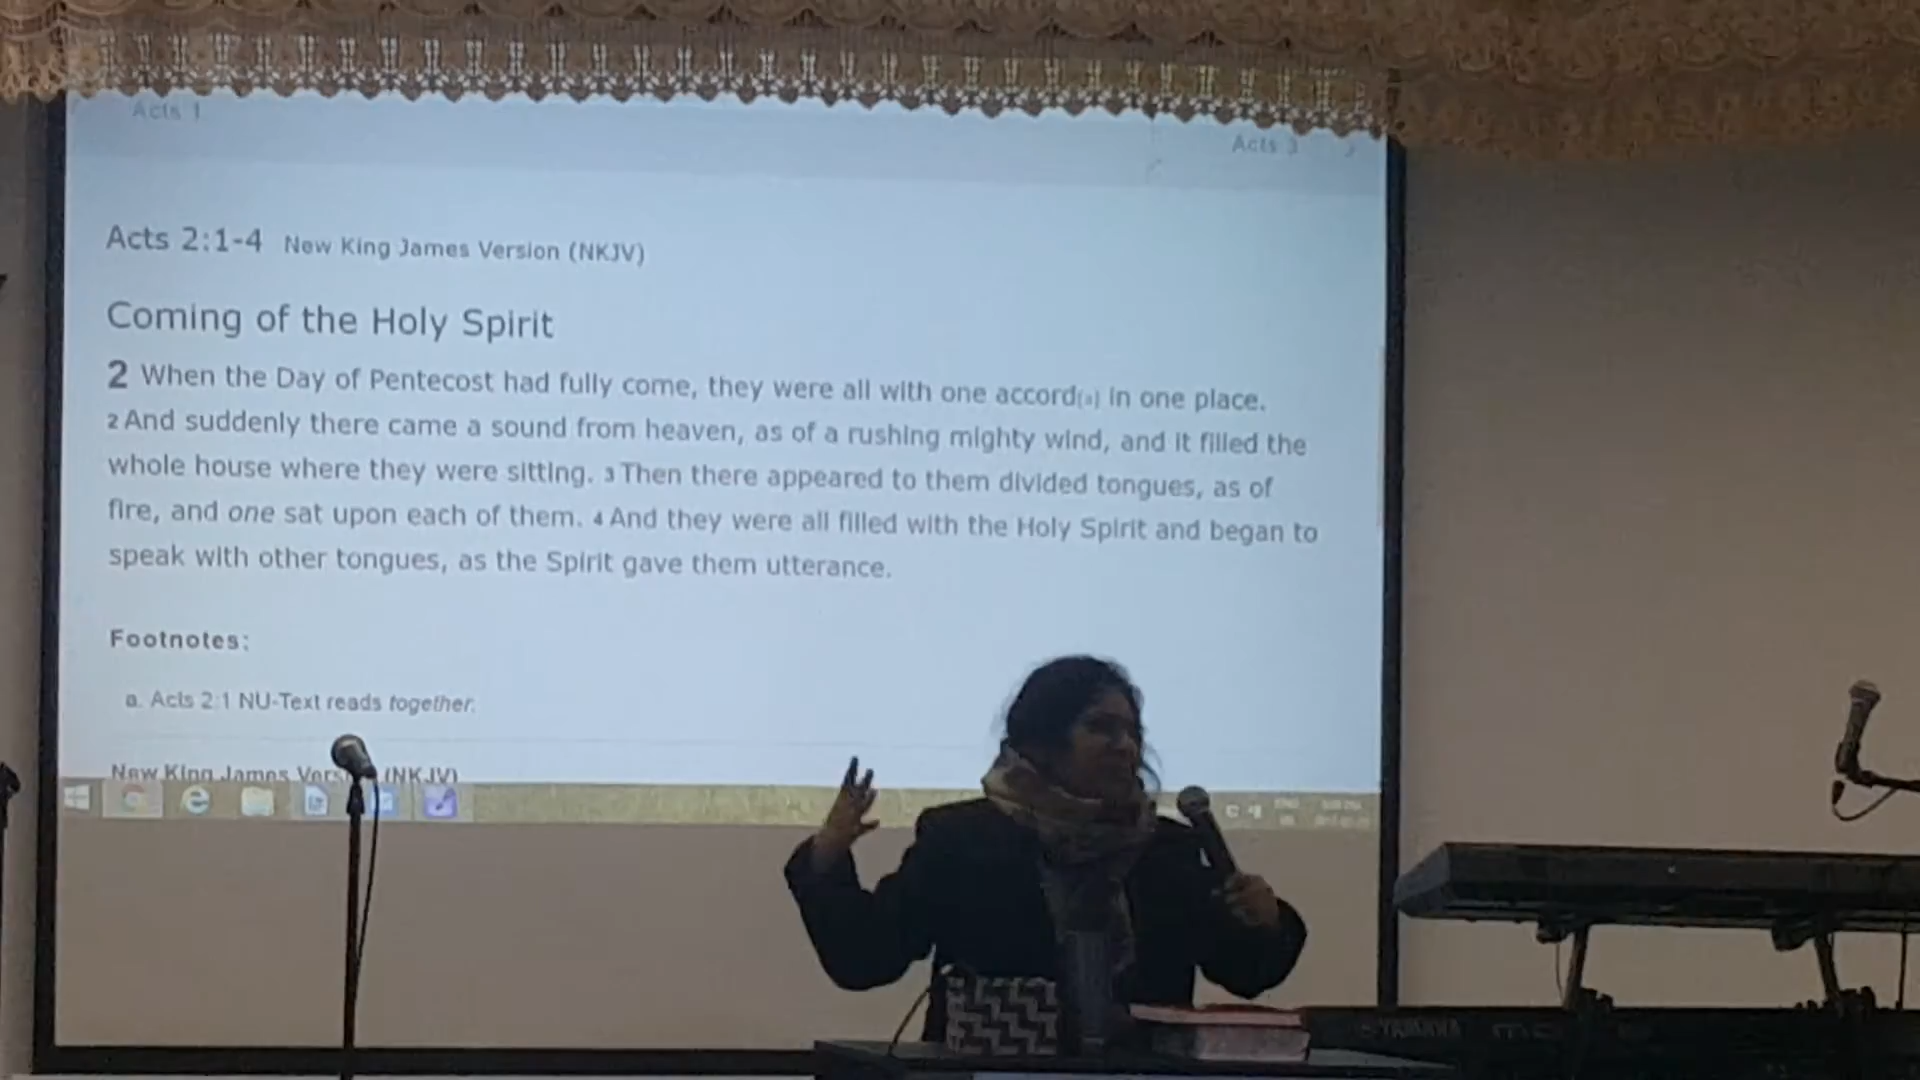 Acts 1
Acts 3
Acts 2:1-4 New King James Version (NKJV)
Coming of the Holy Spirit
2 When the Day of Pentecost had fully come, they were all with one accord[a] in one place.
2 And suddenly there came a sound from heaven, as of a rushing mighty wind, and it filled the
whole house where they were sitting. 3 Then there appeared to them divided tongues, as of
fire, and one sat upon each of them. 4 And they were all filled with the Holy Spirit and began to
speak with other tongues, as the Spirit gave them utterance.
Footnotes:
a. Acts 2:1 NU-Text reads together.
New King James Vers (NKJV)
YAMAHA